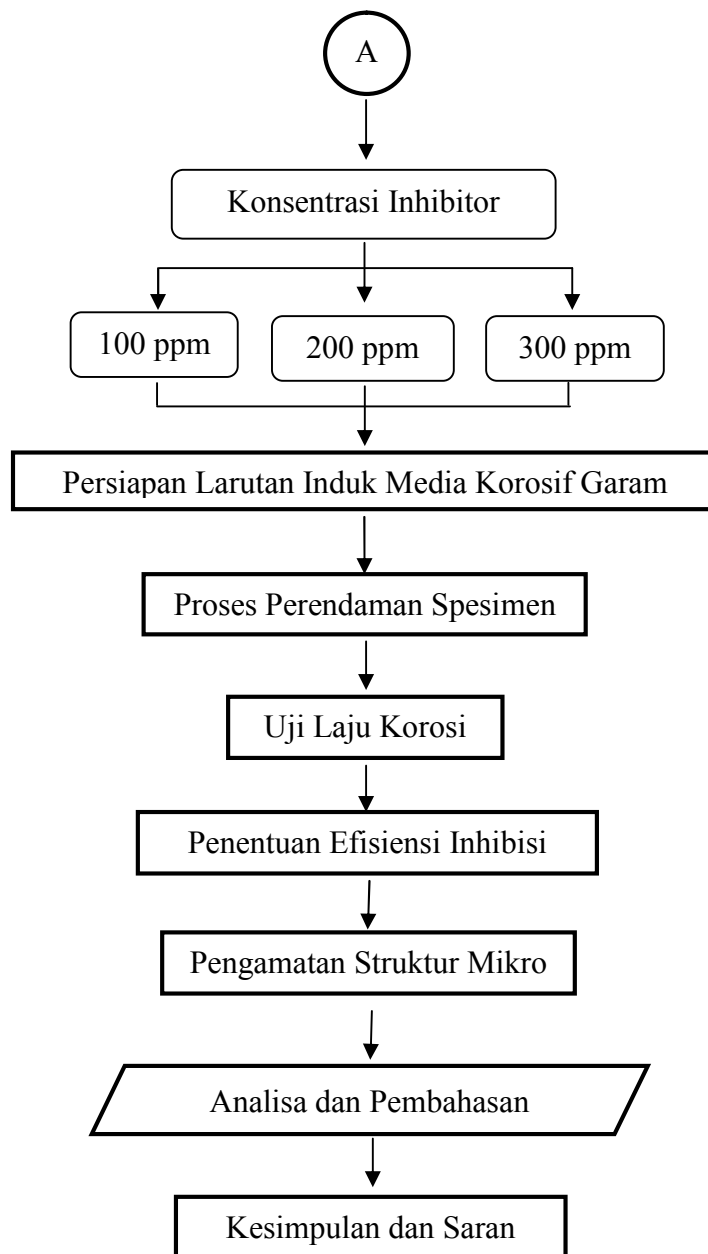 A
Konsentrasi Inhibitor
100 ppm
200 ppm
300 ppm
Persiapan Larutan Induk Media Korosif Garam
Proses Perendaman Spesimen
Uji Laju Korosi
Penentuan Efisiensi Inhibisi
Pengamatan Struktur Mikro
Analisa dan Pembahasan
Kesimpulan dan Saran